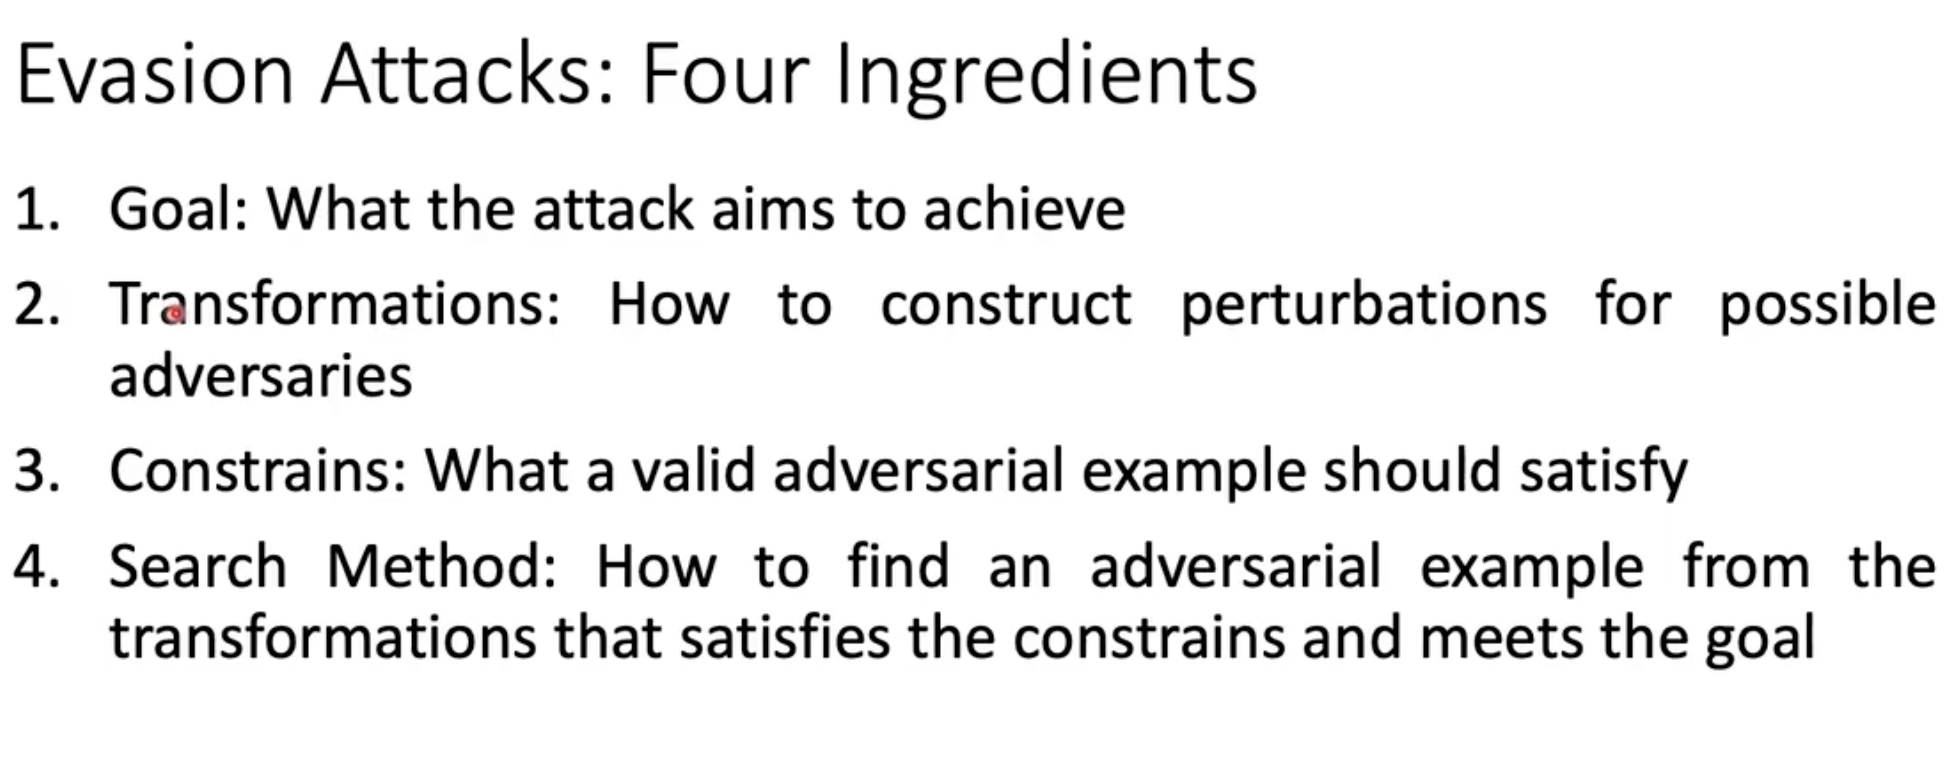 Evasion Attacks: Four Ingredients
1. Goal: What the attack aims to achieve
2. Transformations: How to construct perturbations for possible
adversaries
3. Constrains: What a valid adversarial example should satisfy
4. Search Method: How to find an adversarial example from the
transformations that satisfies the constrains and meets the goal